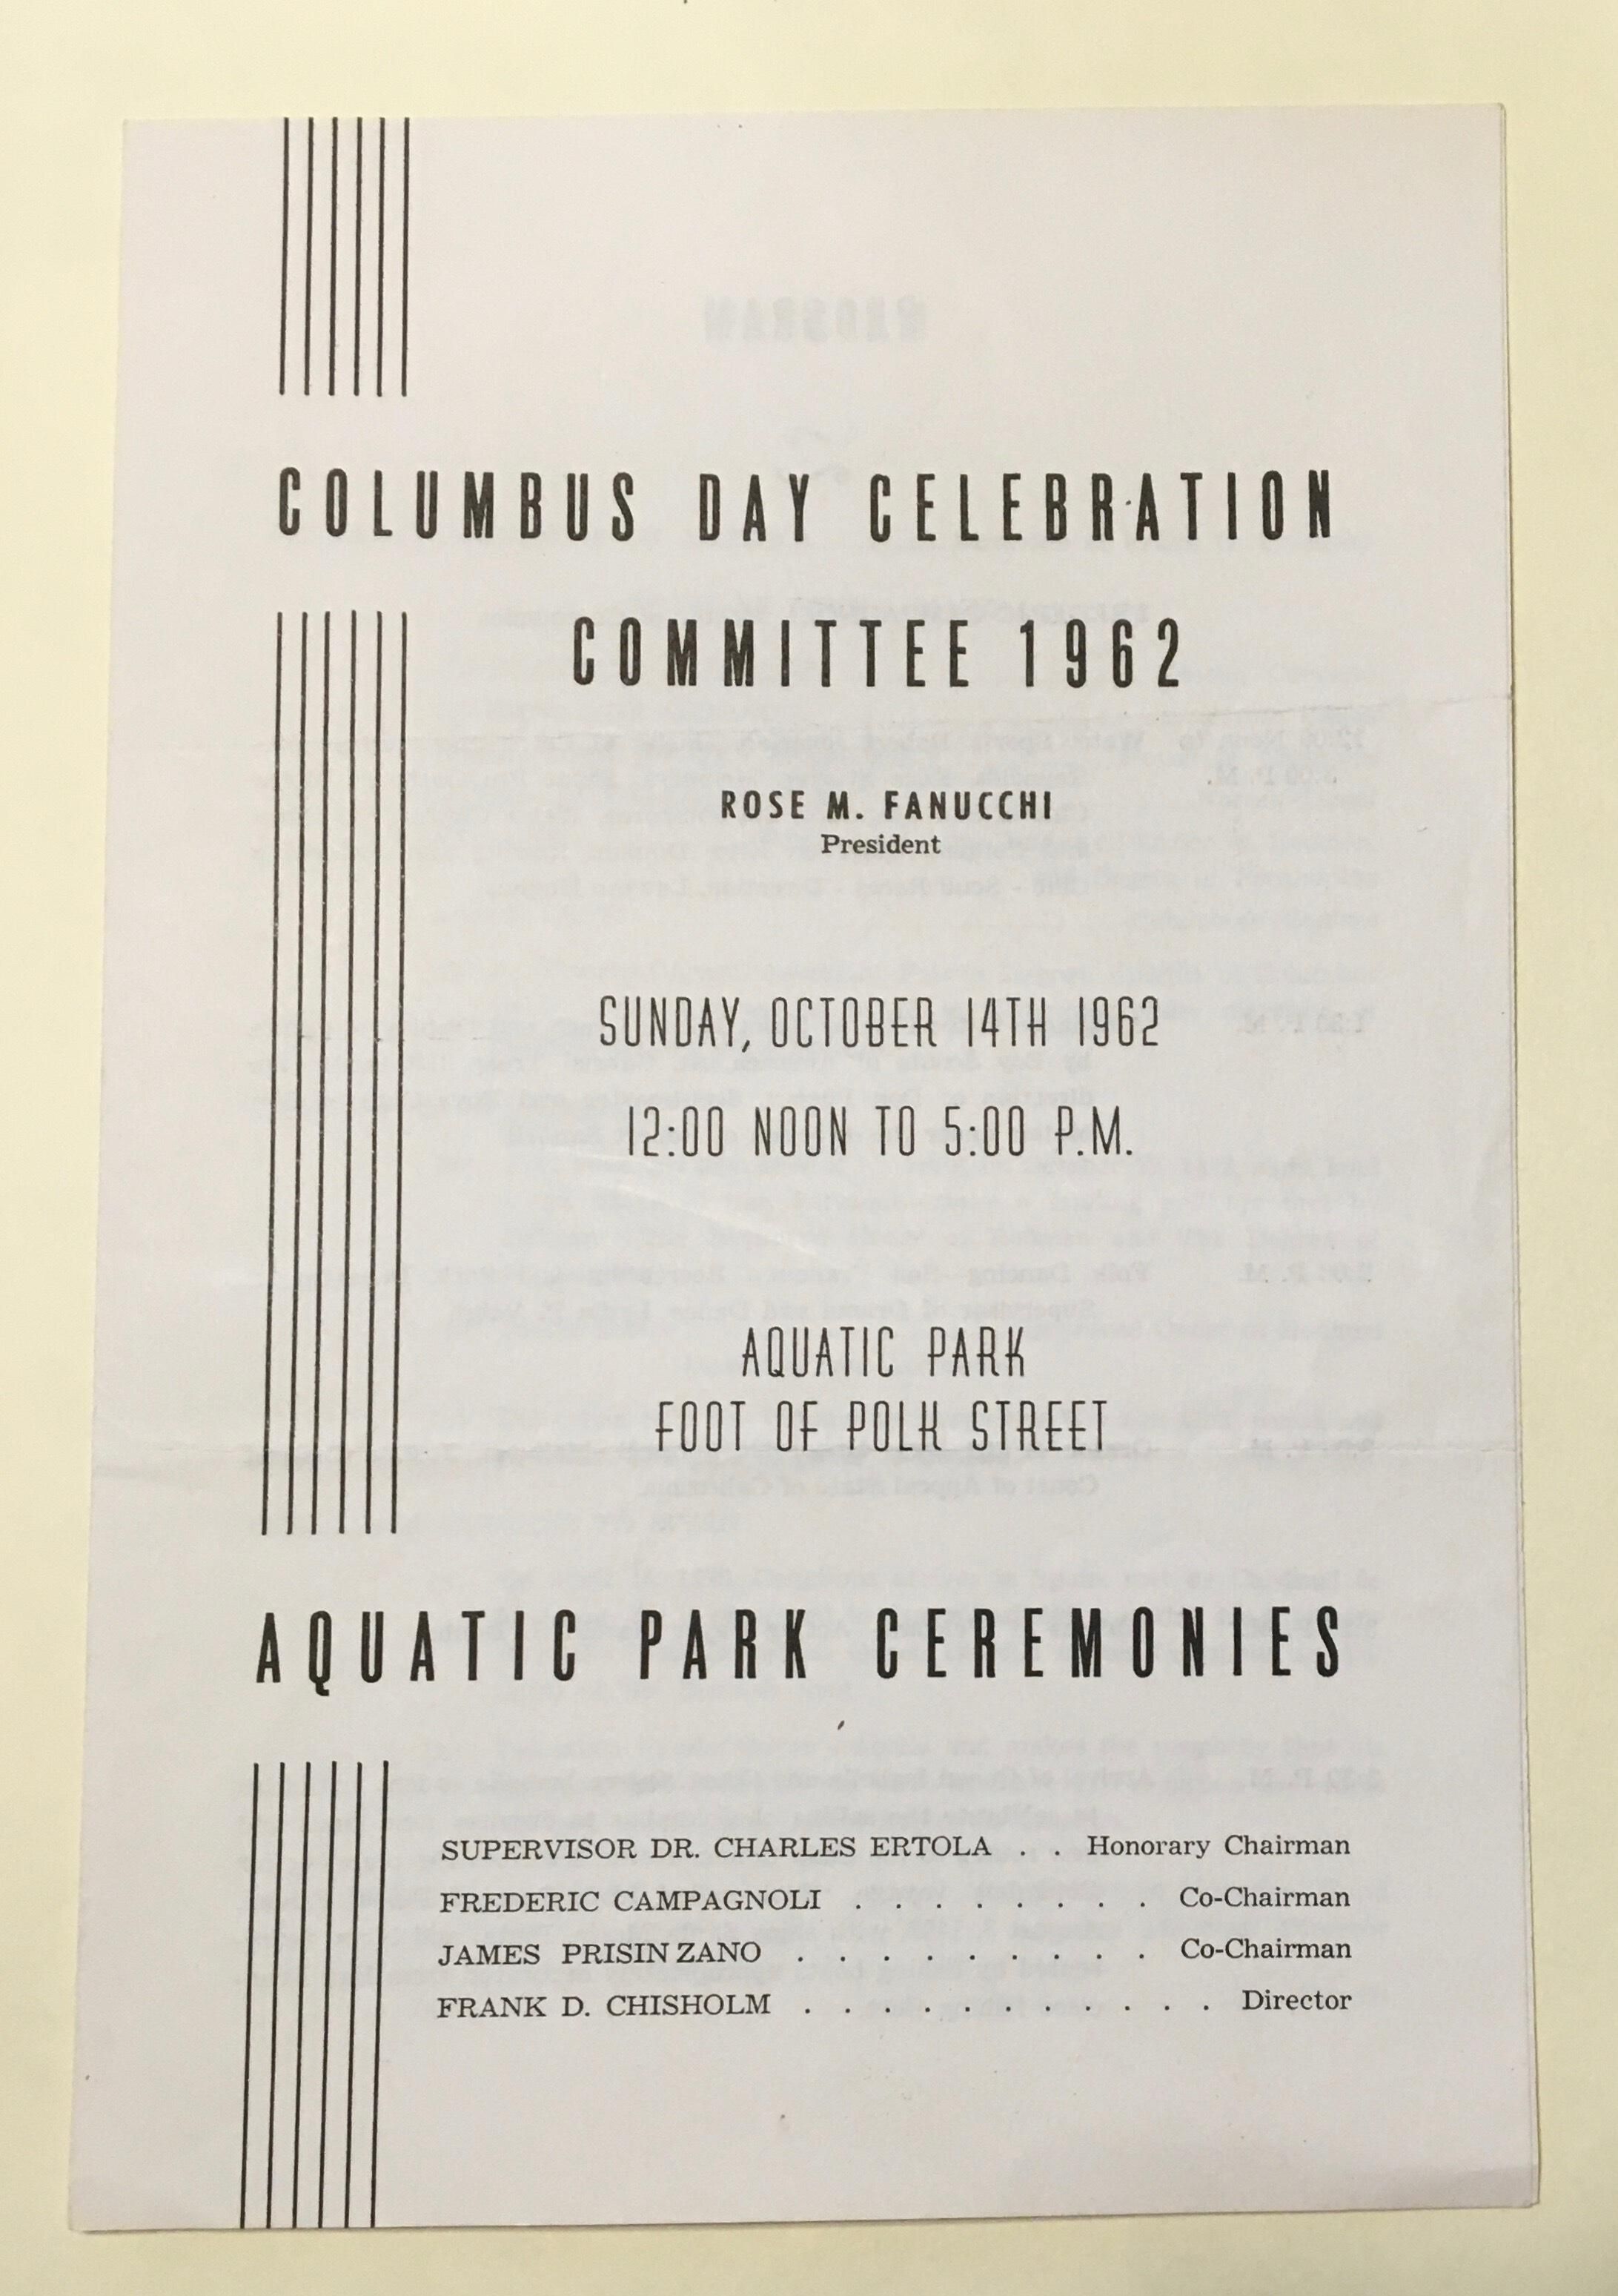 COLUMBUS DAY CELEBRATION
COMMITTEE 1962
ROSE M. FANUCCHI
President
SUNDAY, OCTOBER 14TH 1962
12:00 NOON TO 5:00 P.M.
AQUATIC PARK
FOOT OF POLK STREET
AQUATIC PARK CEREMONIES
SUPERVISOR DR. CHARLES ERTOLA . . Honorary Chairman
FREDERIC CAMPAGNOLI . . . . . . . . Co-Chairman
JAMES PRISINZANO . . . . . . . . . Co-Chairman
FRANK D. CHISHOLM . . . . . . . . . . . Director